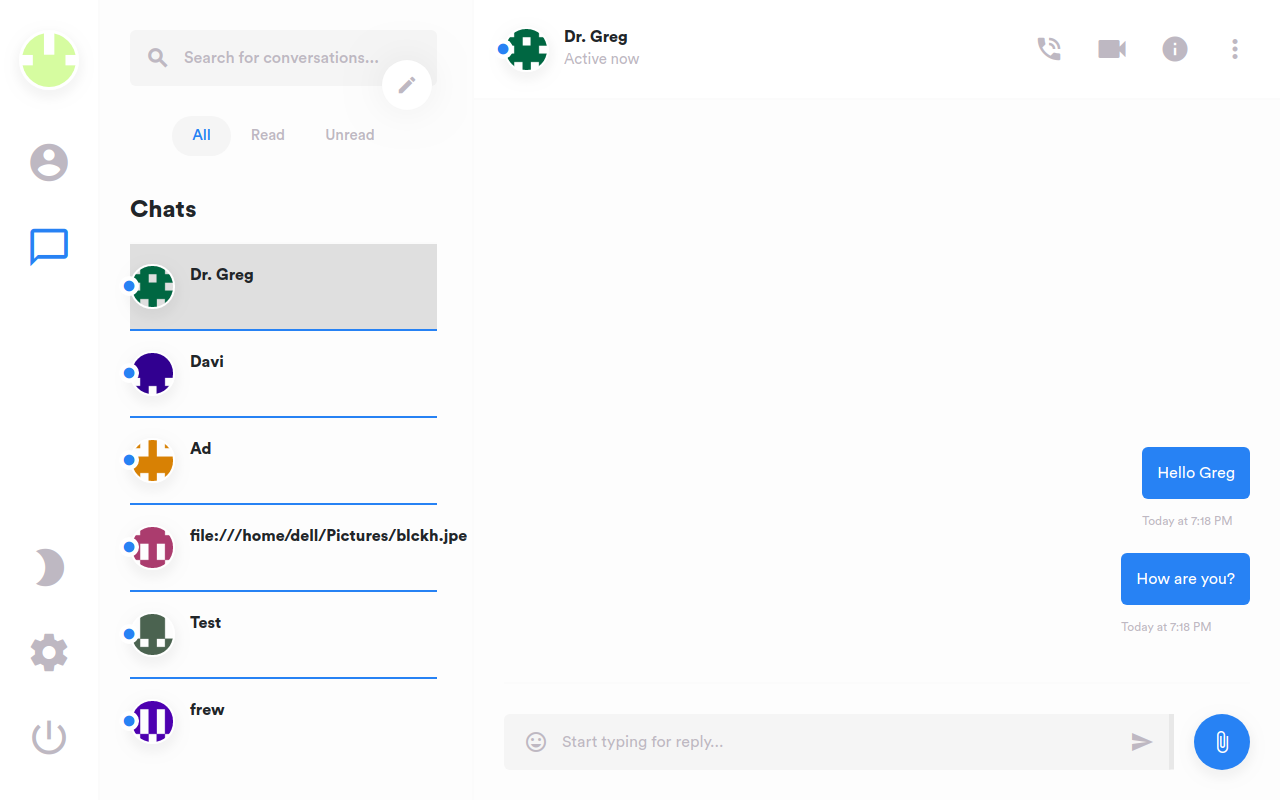 Search for conversations...
All
Read
Unread
Chats
Dr. Greg
Davi
Ad
file:///home/dell/Pictures/blckh.jpe
Test
frew
Dr. Greg
Active now
Hello Greg
Today at 7:18 PM
How are you?
Today at 7:18 PM
Start typing for reply...